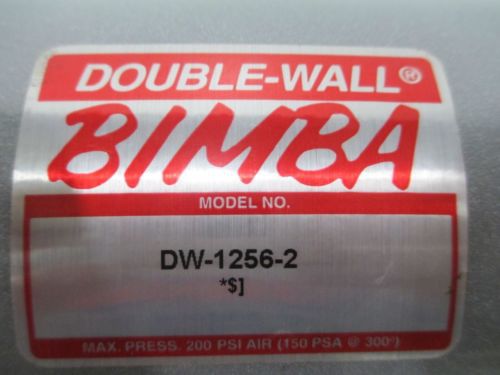 DOUBLE-WALL®
BIMBA
MODEL NO.
DW-1256-2
*$]
MAX. PRESS. 200 PSI AIR (150 PSA @ 300°)